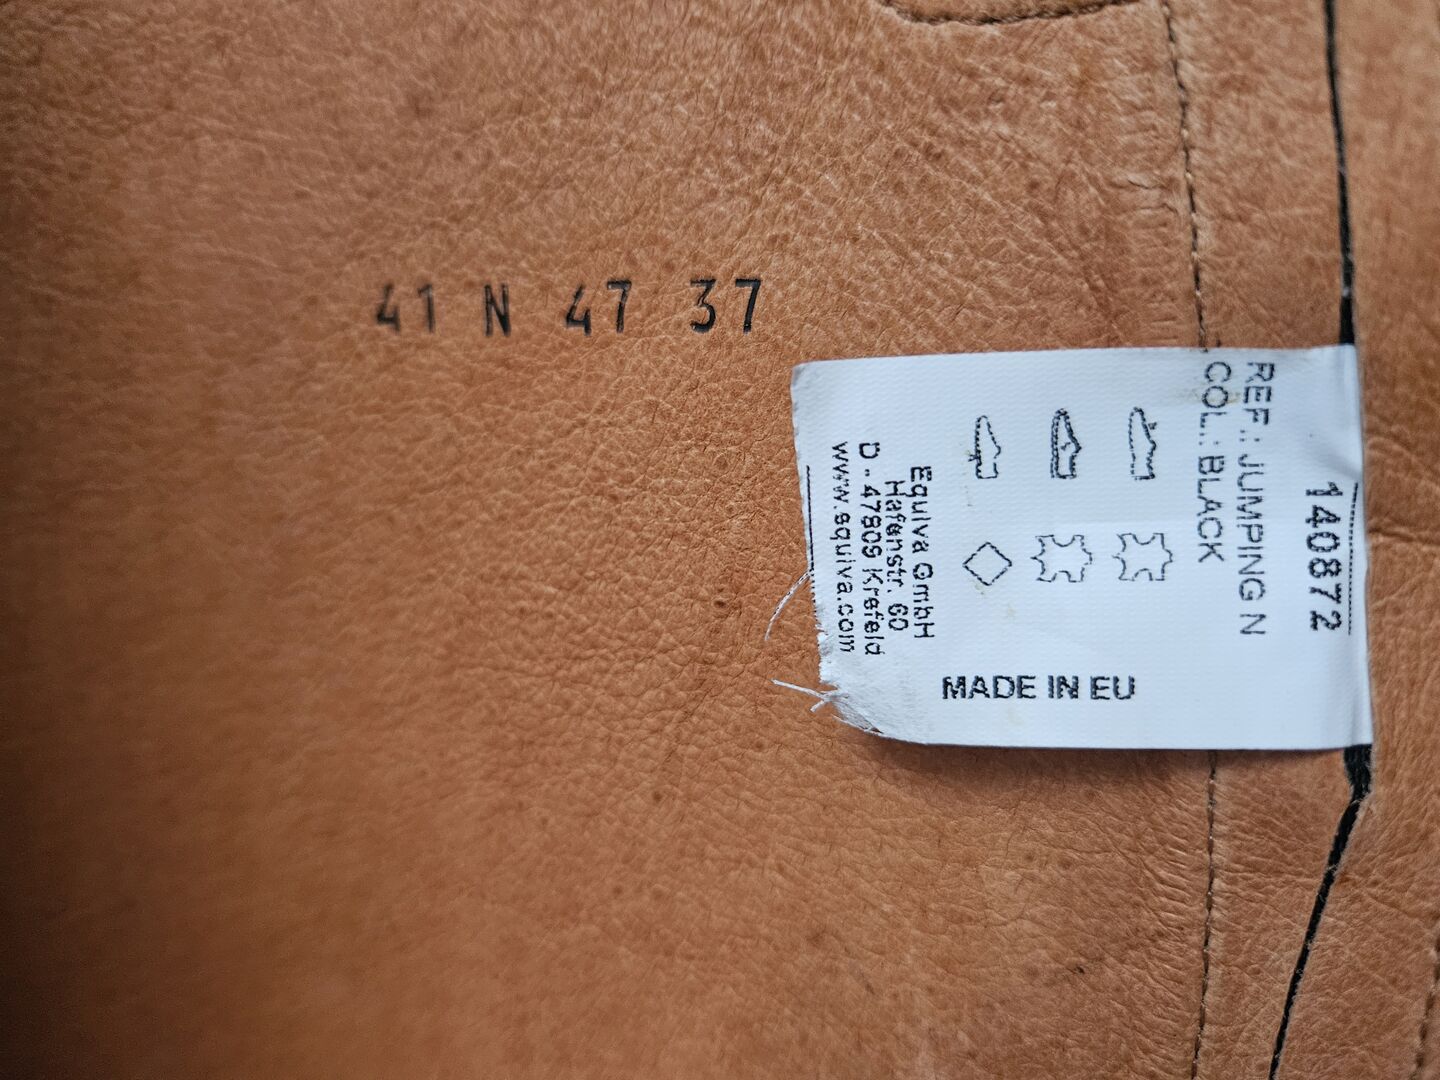 41 N 47 37
140872
REF.: JUMPING N
COL.: BLACK
Equiva GmbH
Hafenstr. 60
D - 47809 Krefeld
www.equiva.com
MADE IN EU